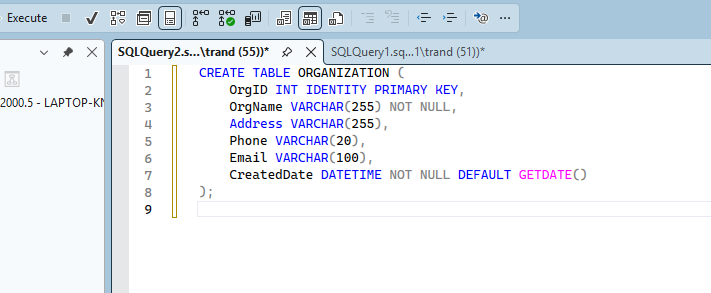 Execute
SQLQuery2.s...\trand (55))*
SQLQuery1.sq...1\trand (51))*
2000.5 - LAPTOP-KN
1 CREATE TABLE ORGANIZATION (
2     OrgID INT IDENTITY PRIMARY KEY,
3     OrgName VARCHAR(255) NOT NULL,
4     Address VARCHAR(255),
5     Phone VARCHAR(20),
6     Email VARCHAR(100),
7     CreatedDate DATETIME NOT NULL DEFAULT GETDATE()
8 );
9